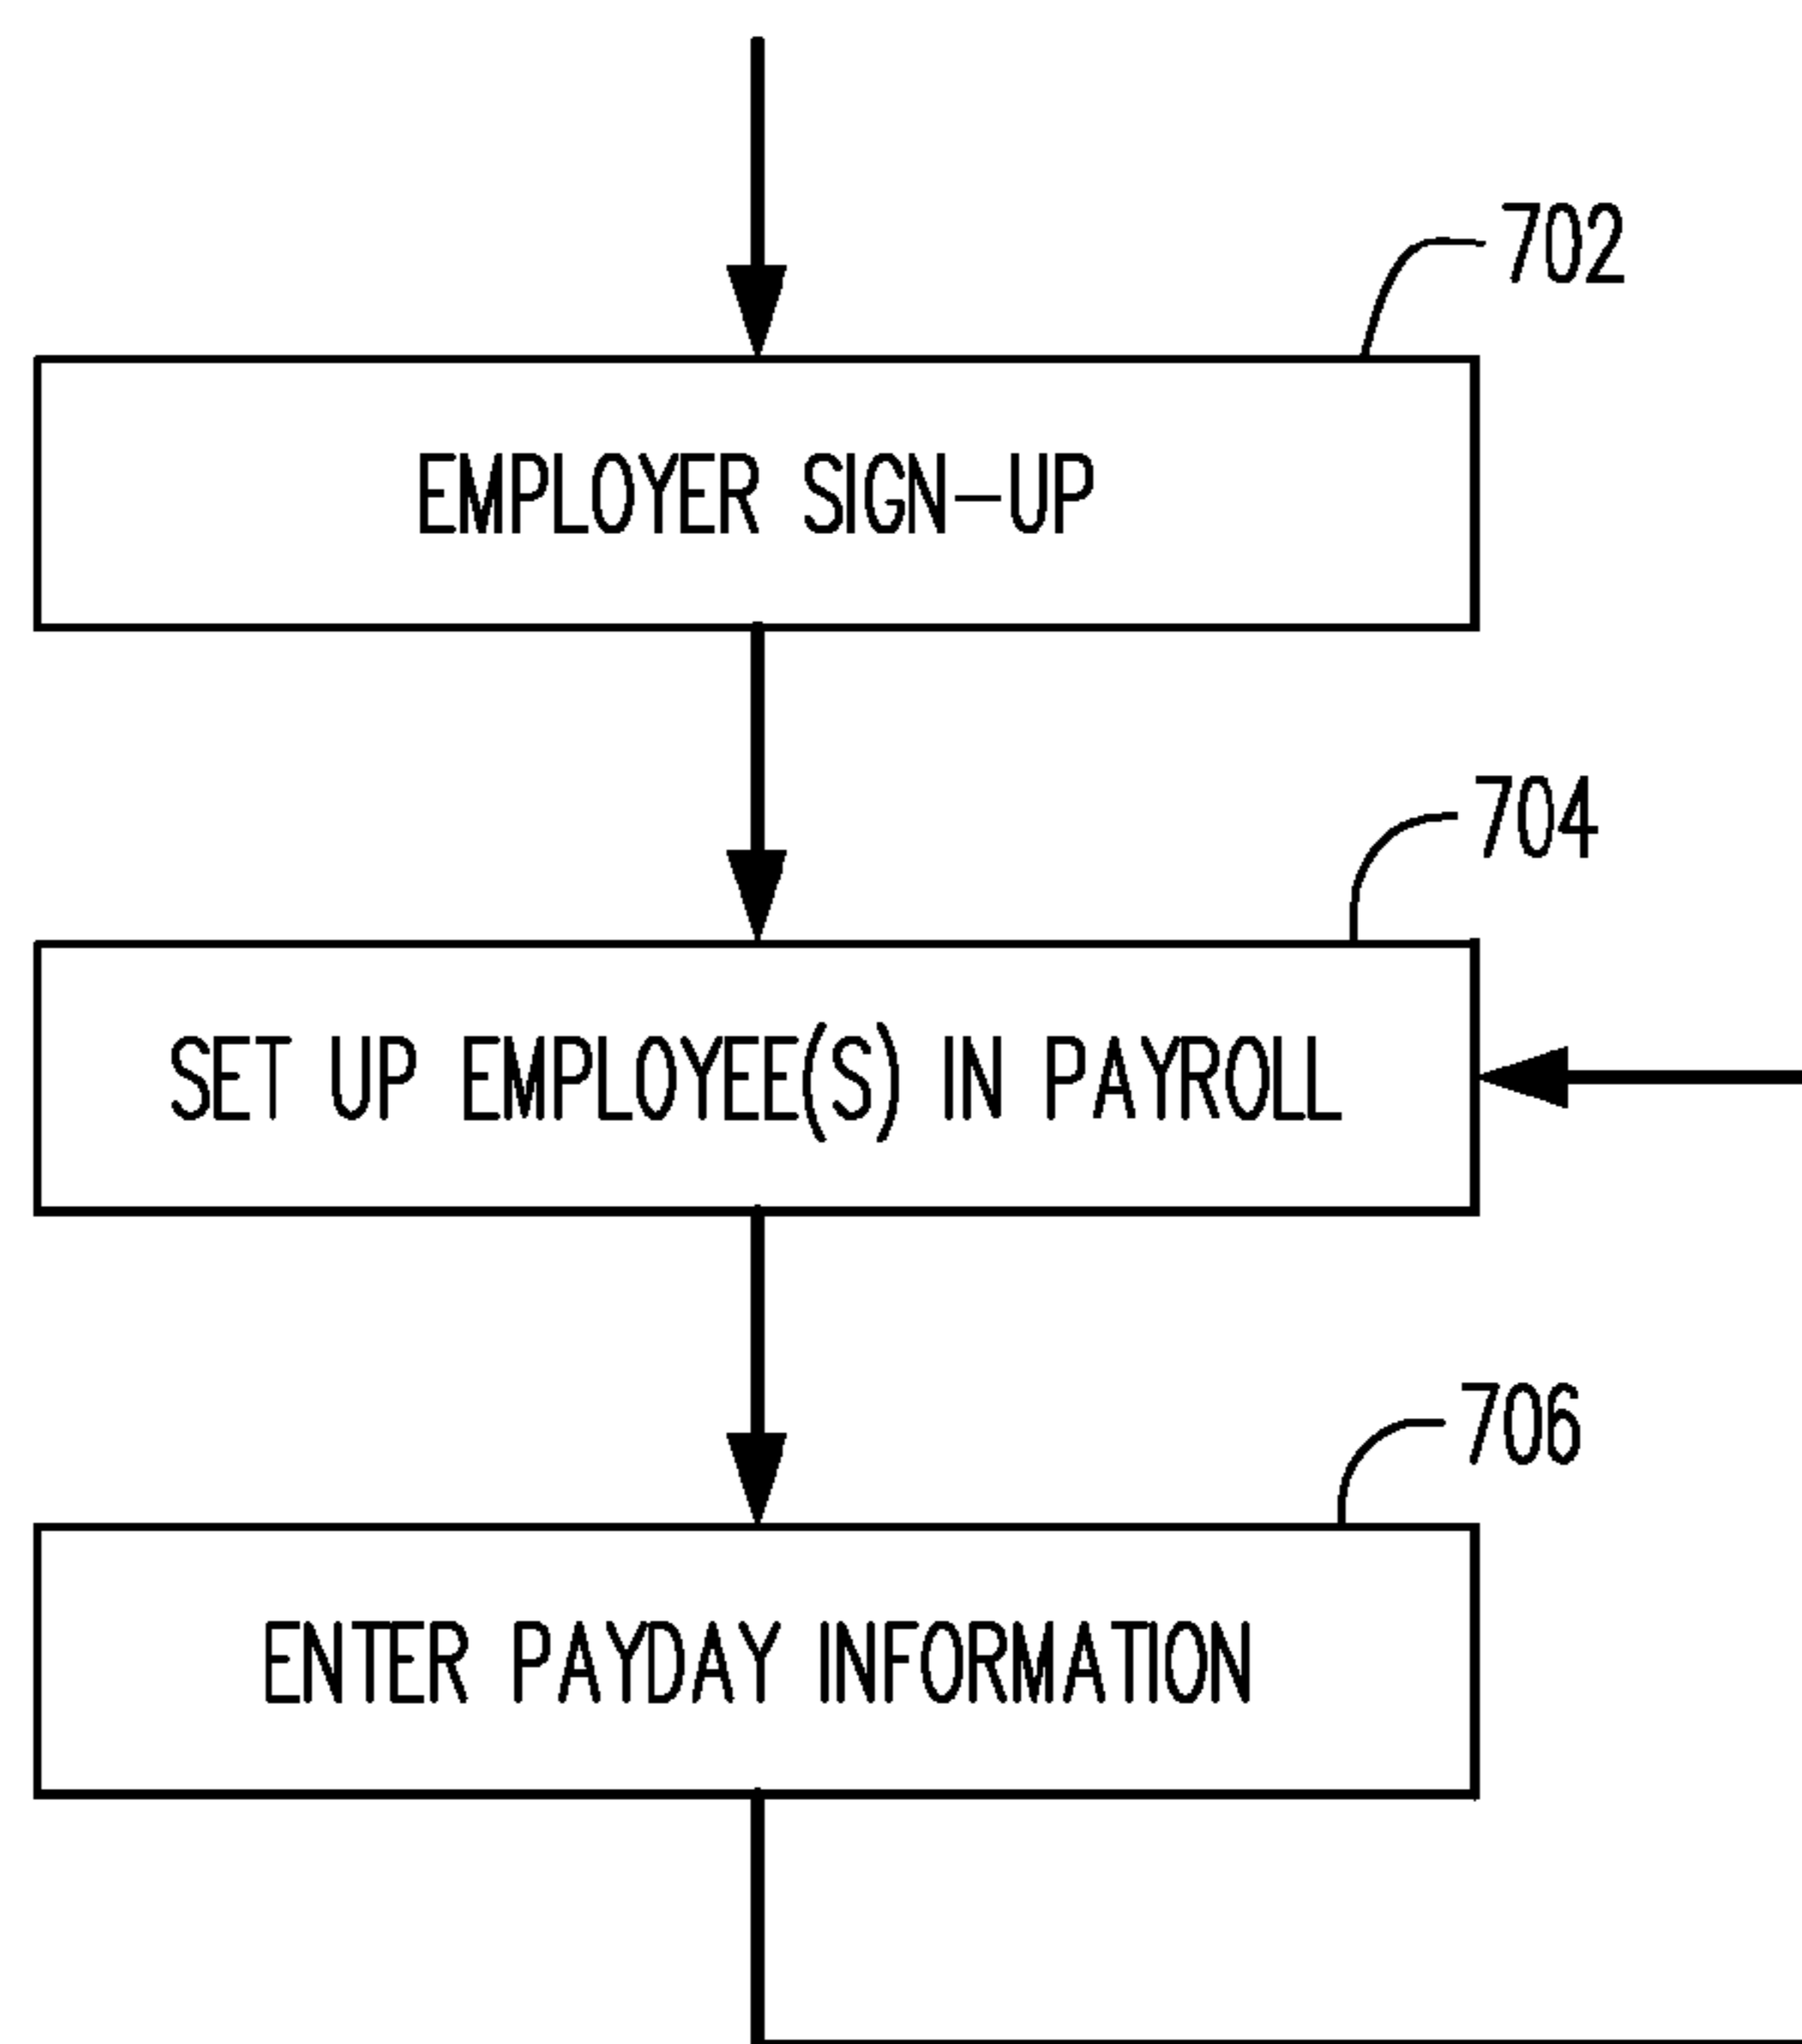 702
EMPLOYER SIGN-UP
704
SET UP EMPLOYEE(S) IN PAYROLL
706
ENTER PAYDAY INFORMATION